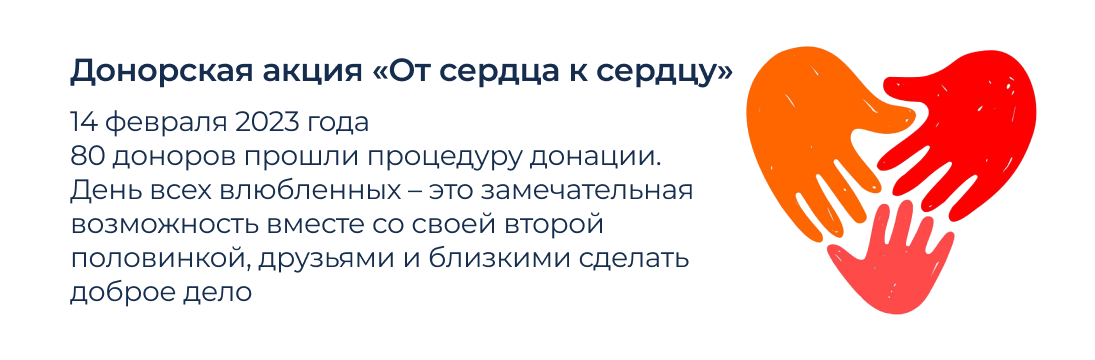 Донорская акция «От сердца к сердцу»
14 февраля 2023 года
80 доноров прошли процедуру донации.
День всех влюбленных – это замечательная
возможность вместе со своей второй
половинкой, друзьями и близкими сделать
доброе дело